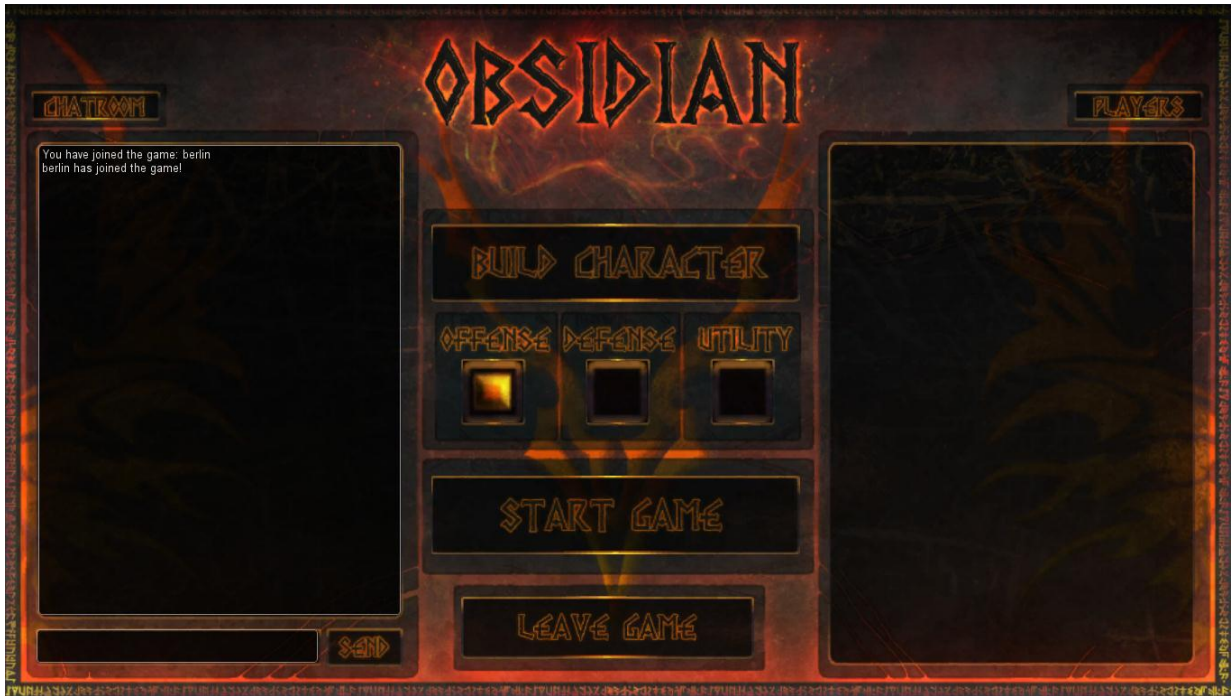 OBSIDIAN
CHATROOM
PLAYERS
You have joined the game: berlin
berlin has joined the game!
BUILD CHARACTER
OFFENSE DEFENSE UTILITY
START GAME
LEAVE GAME
SEND